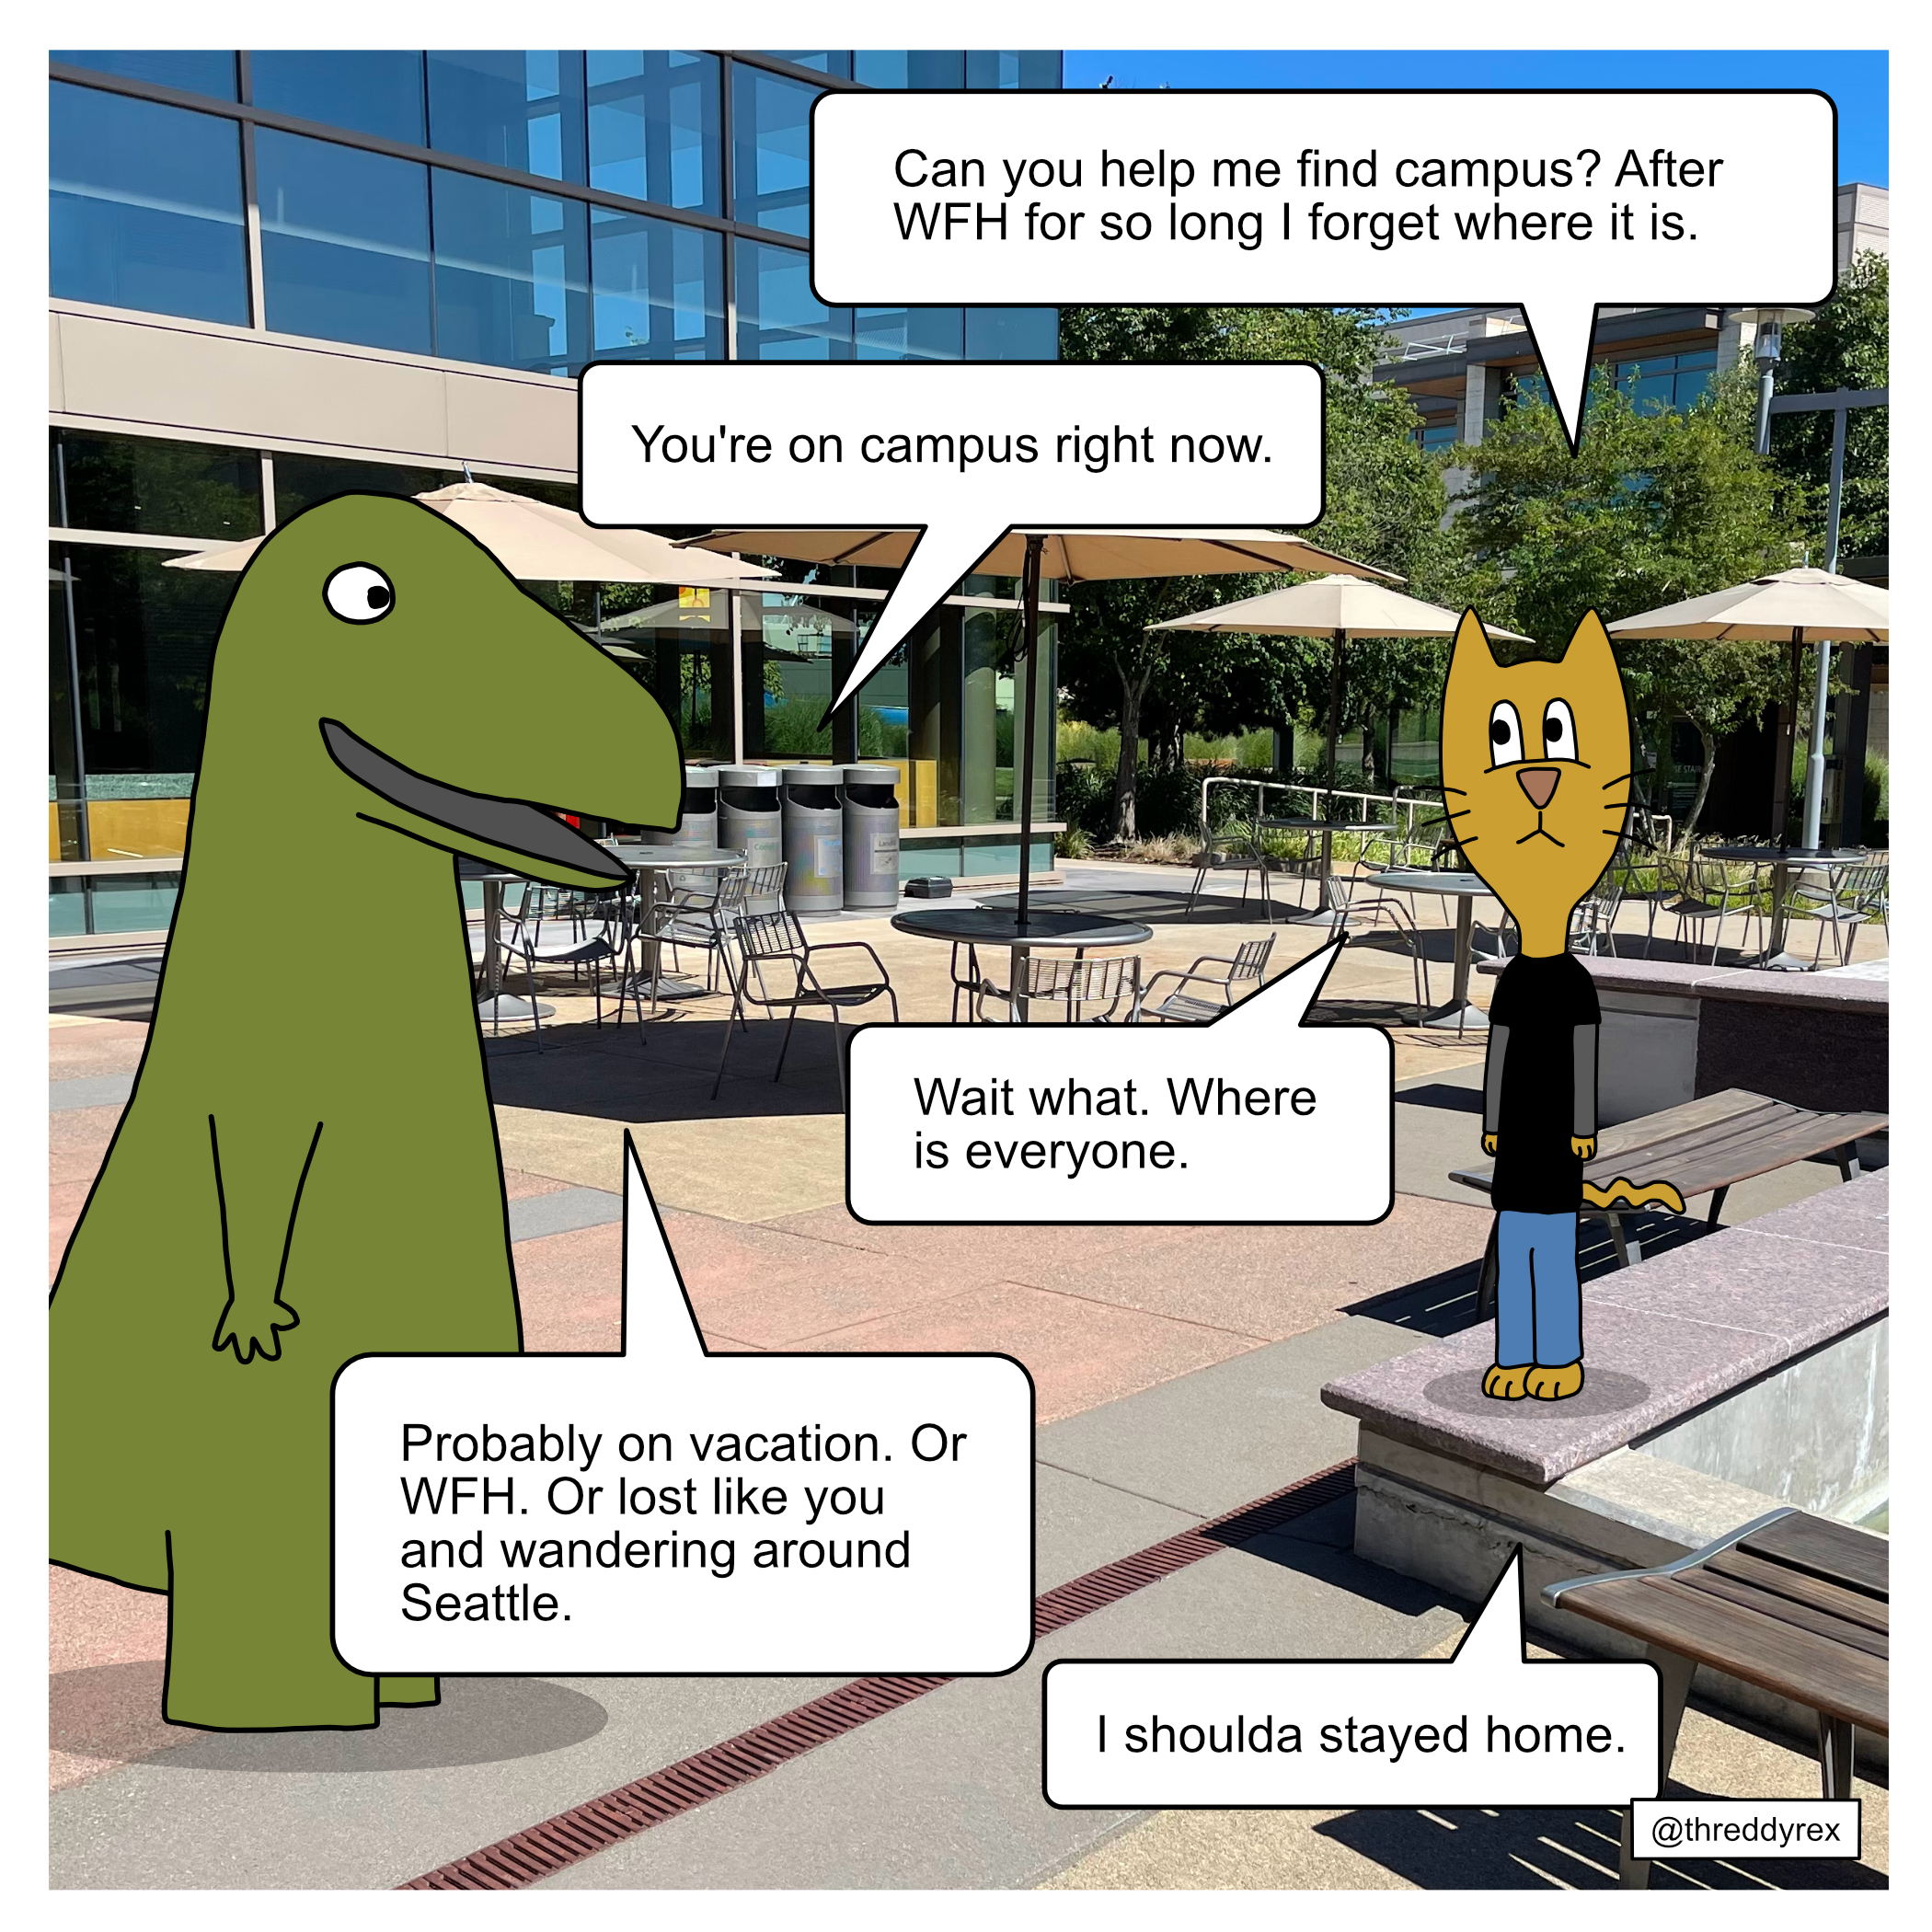 Can you help me find campus? After
WFH for so long I forget where it is.
You're on campus right now.
Wait what. Where
is everyone.
Probably on vacation. Or
WFH. Or lost like you
and wandering around
Seattle.
I shoulda stayed home.
@threddyrex